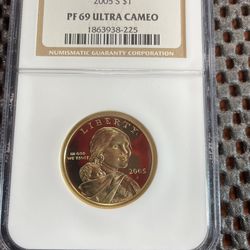 2005 S $1
PF 69 ULTRA CAMEO
1863938-225
NUMISMATIC GUARANTY CORPORATION
LIBERTY
IN GOD
WE TRUST
2005